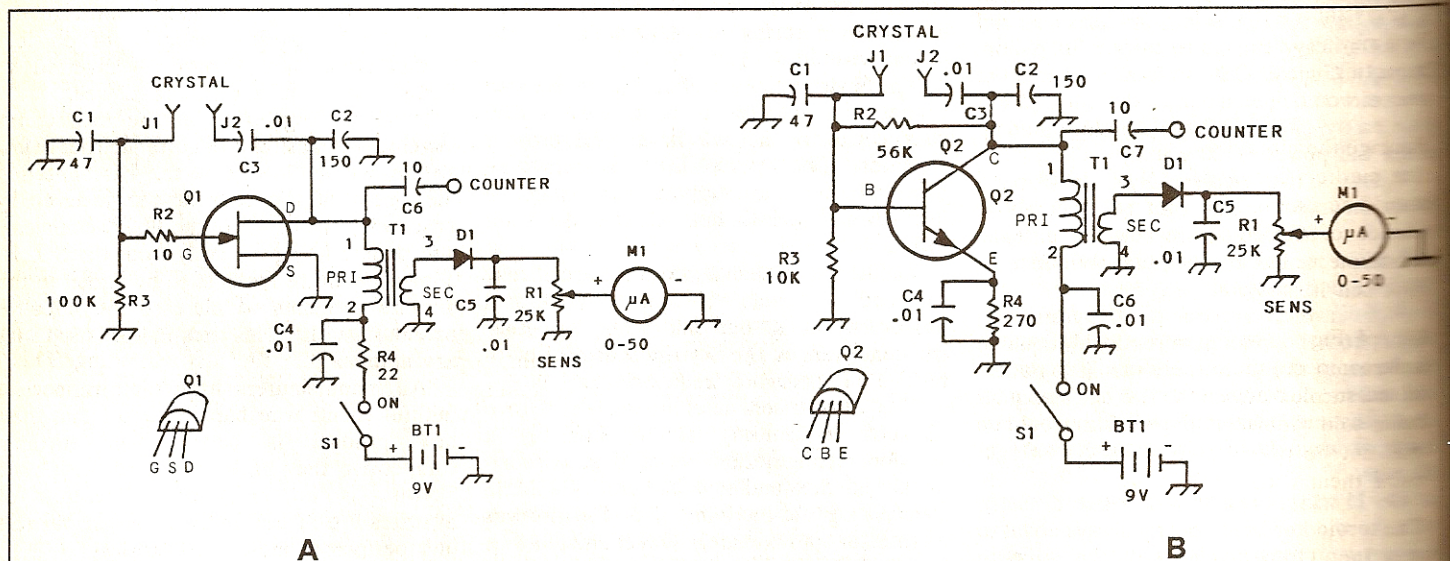 CRYSTAL
J1
J2
C1
47
.01
C3
C2
150
Q1
R2
10
G
D
S
100K
R3
10
C6
COUNTER
1
T1
3
D1
PRI
SEC
2
4
C5
.01
R1
25K
SENS
M1
+
-
µA
0-50
C4
.01
R4
22
ON
S1
BT1
+
-
9V
Q1
G S D
A
CRYSTAL
J1
J2
C1
47
.01
C3
C2
150
R2
56K
Q2
C
B
Q2
E
10
C7
COUNTER
1
T1
3
D1
PRI
SEC
2
4
C5
.01
R1
25K
SENS
M1
+
-
µA
0-50
R3
10K
C4
.01
R4
270
C6
.01
ON
S1
BT1
+
-
9V
Q2
C B E
B